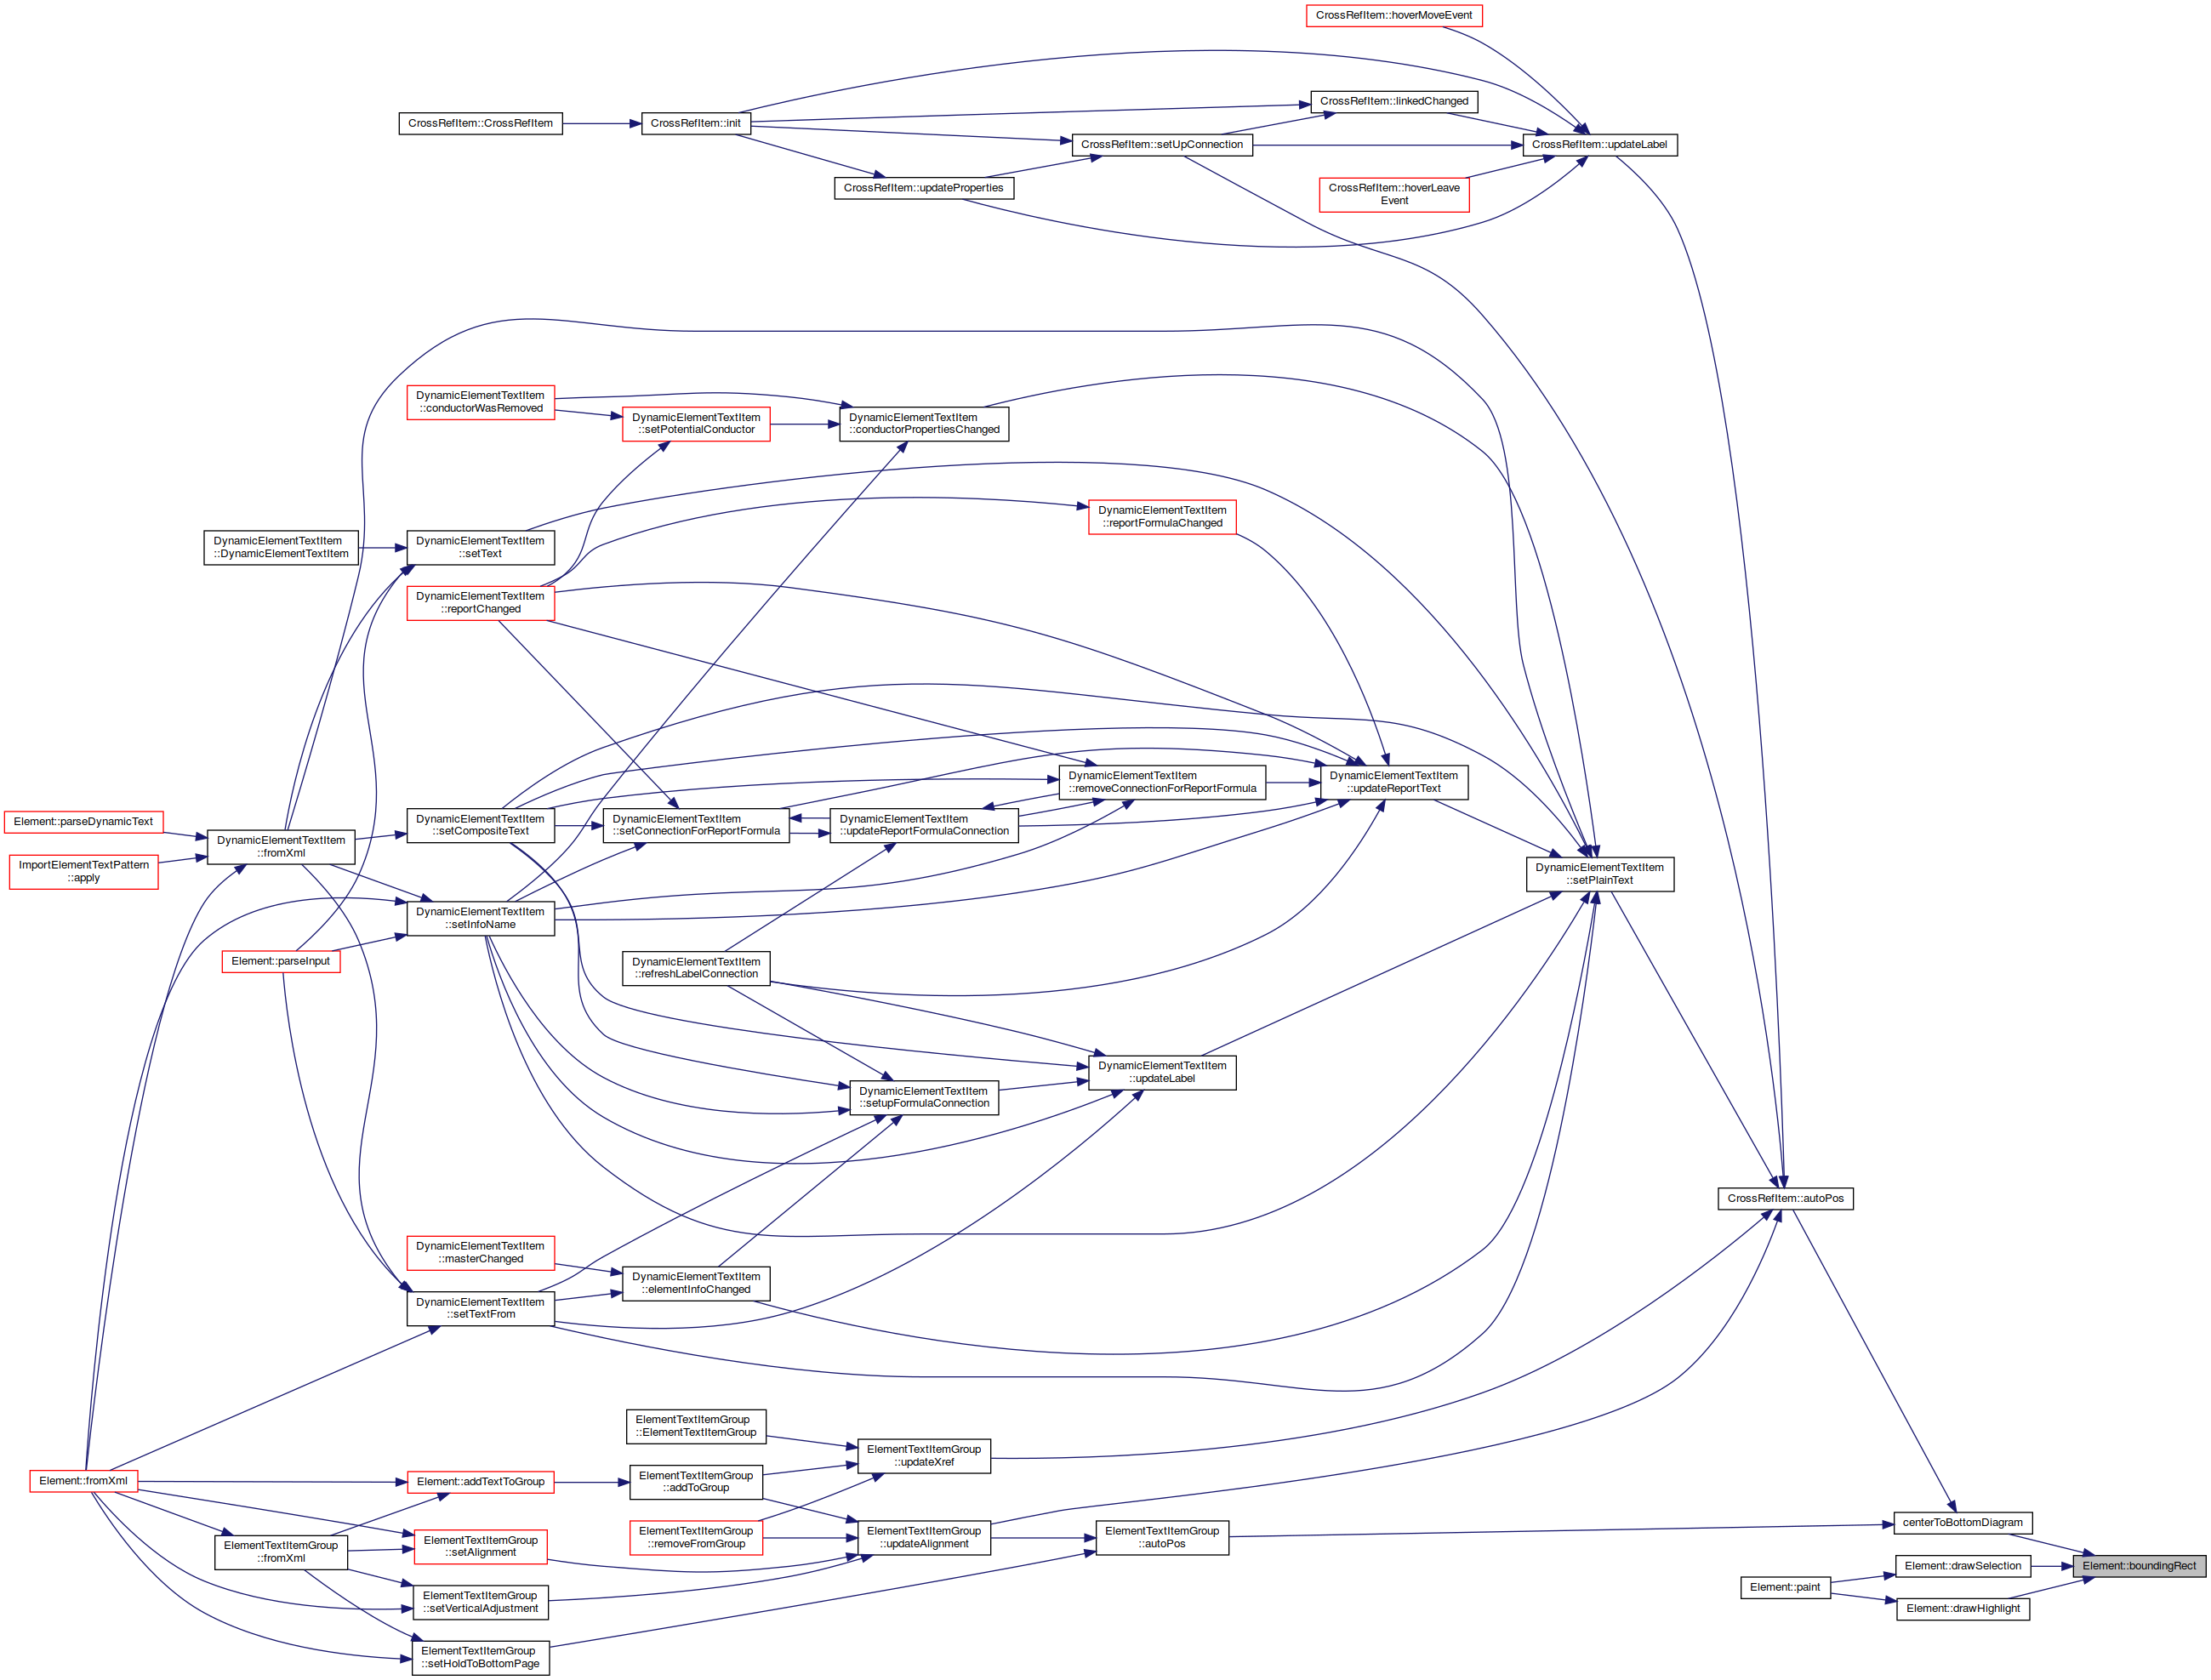 CrossRefItem::hoverMoveEvent
CrossRefItem::linkedChanged
CrossRefItem::CrossRefItem
CrossRefItem::init
CrossRefItem::setUpConnection
CrossRefItem::updateLabel
CrossRefItem::updateProperties
CrossRefItem::hoverLeave
Event
DynamicElementTextItem
::conductorWasRemoved
DynamicElementTextItem
::setPotentialConductor
DynamicElementTextItem
::conductorPropertiesChanged
DynamicElementTextItem
::reportFormulaChanged
DynamicElementTextItem
::DynamicElementTextItem
DynamicElementTextItem
::setText
DynamicElementTextItem
::reportChanged
DynamicElementTextItem
::removeConnectionForReportFormula
DynamicElementTextItem
::updateReportText
Element::parseDynamicText
DynamicElementTextItem
::fromXml
DynamicElementTextItem
::setCompositeText
DynamicElementTextItem
::setConnectionForReportFormula
DynamicElementTextItem
::updateReportFormulaConnection
ImportElementTextPattern
::apply
DynamicElementTextItem
::setPlainText
DynamicElementTextItem
::setInfoName
Element::parseInput
DynamicElementTextItem
::refreshLabelConnection
DynamicElementTextItem
::updateLabel
DynamicElementTextItem
::setupFormulaConnection
CrossRefItem::autoPos
DynamicElementTextItem
::masterChanged
DynamicElementTextItem
::elementInfoChanged
DynamicElementTextItem
::setTextFrom
ElementTextItemGroup
::ElementTextItemGroup
ElementTextItemGroup
::updateXref
Element::fromXml
Element::addTextToGroup
ElementTextItemGroup
::addToGroup
centerToBottomDiagram
ElementTextItemGroup
::fromXml
ElementTextItemGroup
::setAlignment
ElementTextItemGroup
::removeFromGroup
ElementTextItemGroup
::updateAlignment
ElementTextItemGroup
::autoPos
Element::drawSelection
Element::boundingRect
Element::paint
Element::drawHighlight
ElementTextItemGroup
::setVerticalAdjustment
ElementTextItemGroup
::setHoldToBottomPage